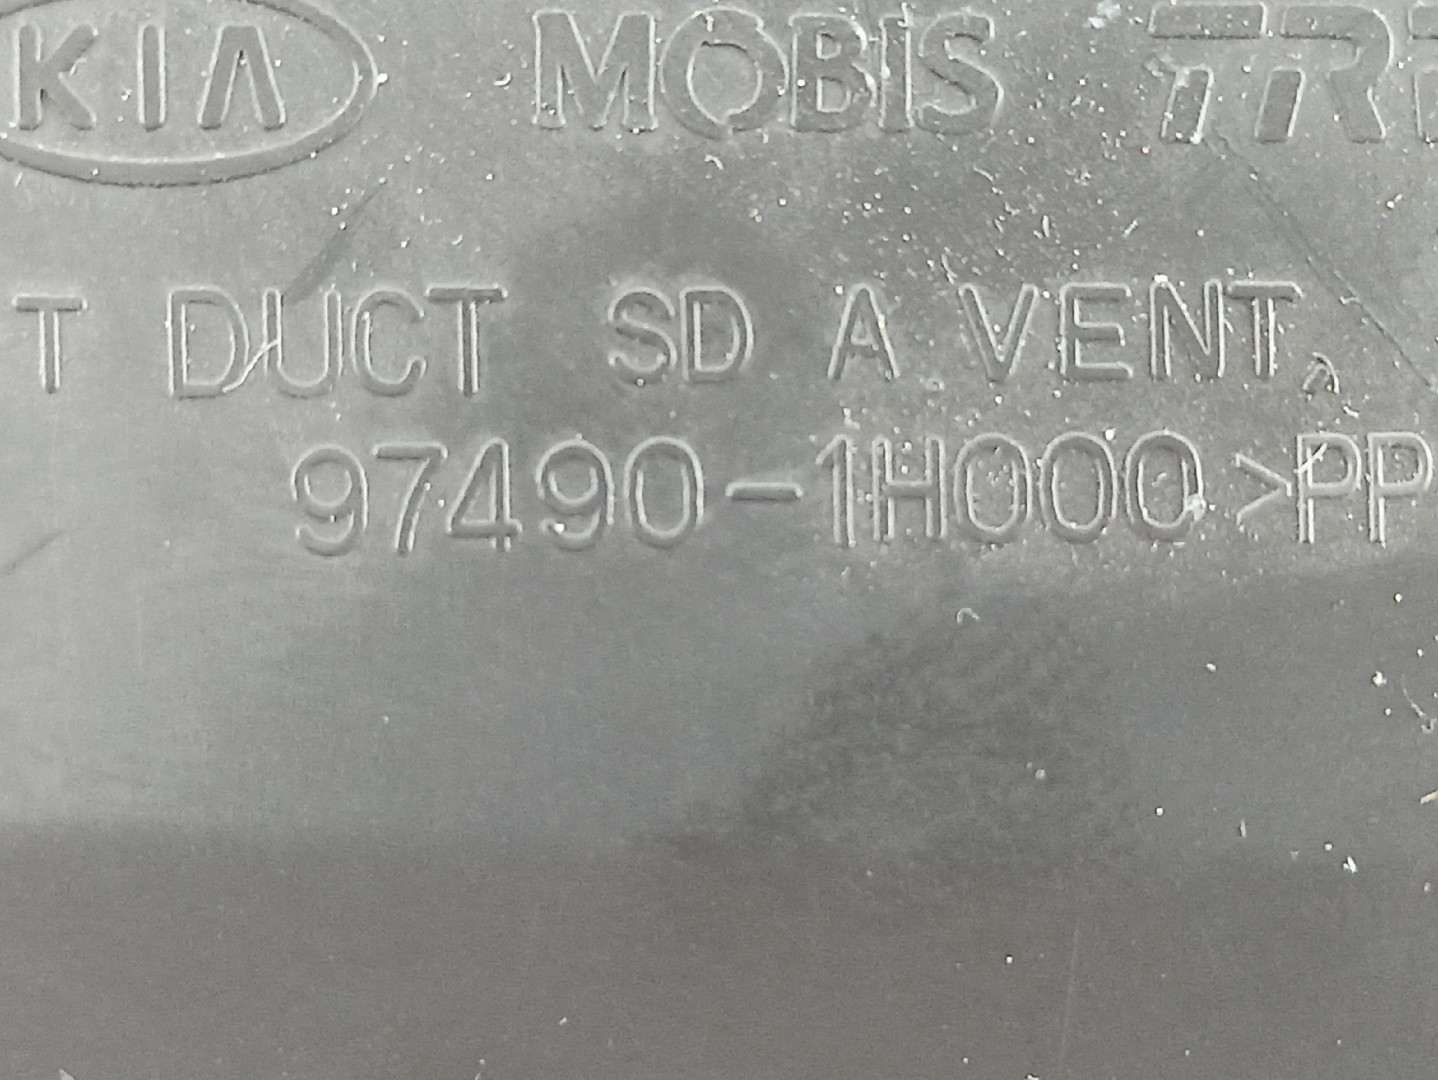 KIA MOBIS
T DUCT SD A VENT,
97490-1H000 >PP